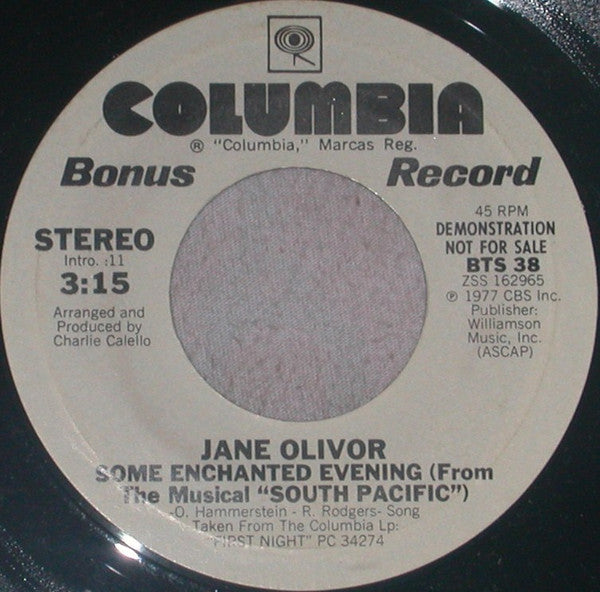 COLUMBIA
® "Columbia," Marcas Reg.
Bonus Record
STEREO
Intro. :11
3:15
Arranged and
Produced by
Charlie Calello
45 RPM
DEMONSTRATION
NOT FOR SALE
BTS 38
ZSS 162965
℗ 1977 CBS Inc.
Publisher:
Williamson
Music, Inc.
(ASCAP)
JANE OLIVOR
SOME ENCHANTED EVENING (From
The Musical "SOUTH PACIFIC")
-O. Hammerstein - R. Rodgers- Song
Taken From The Columbia Lp:
"FIRST NIGHT" PC 34274